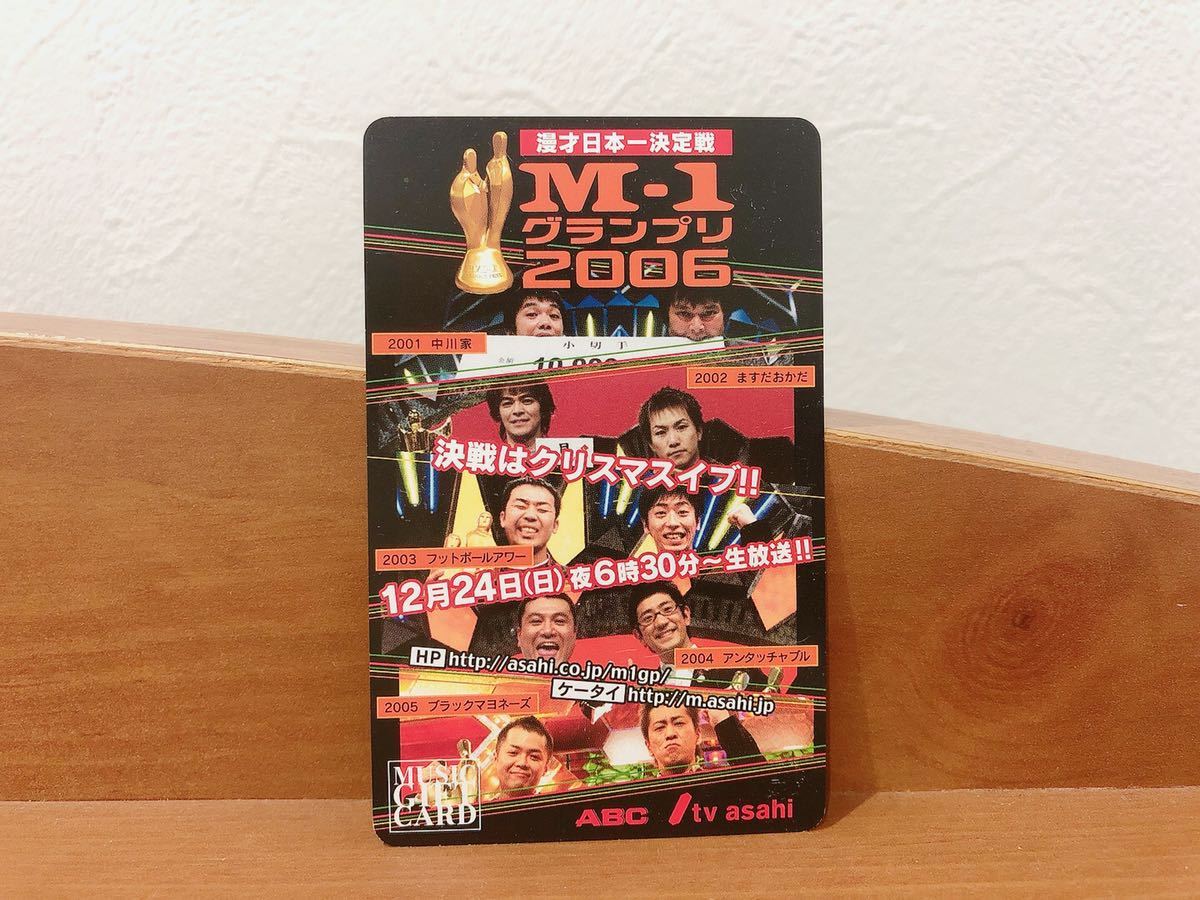 漫才日本一決定戦
M-1
グランプリ
2006
2001 中川家
小切手
金額
2002 ますだおかだ
決戦はクリスマスイブ!!
2003 フットボールアワー
12月24日(日)夜6時30分～生放送!!
2004 アンタッチャブル
HP http://asahi.co.jp/m1gp/
ケータイ http://m.asahi.jp
2005 ブラックマヨネーズ
MUSIC
GIFT
CARD
ABC /tv asahi